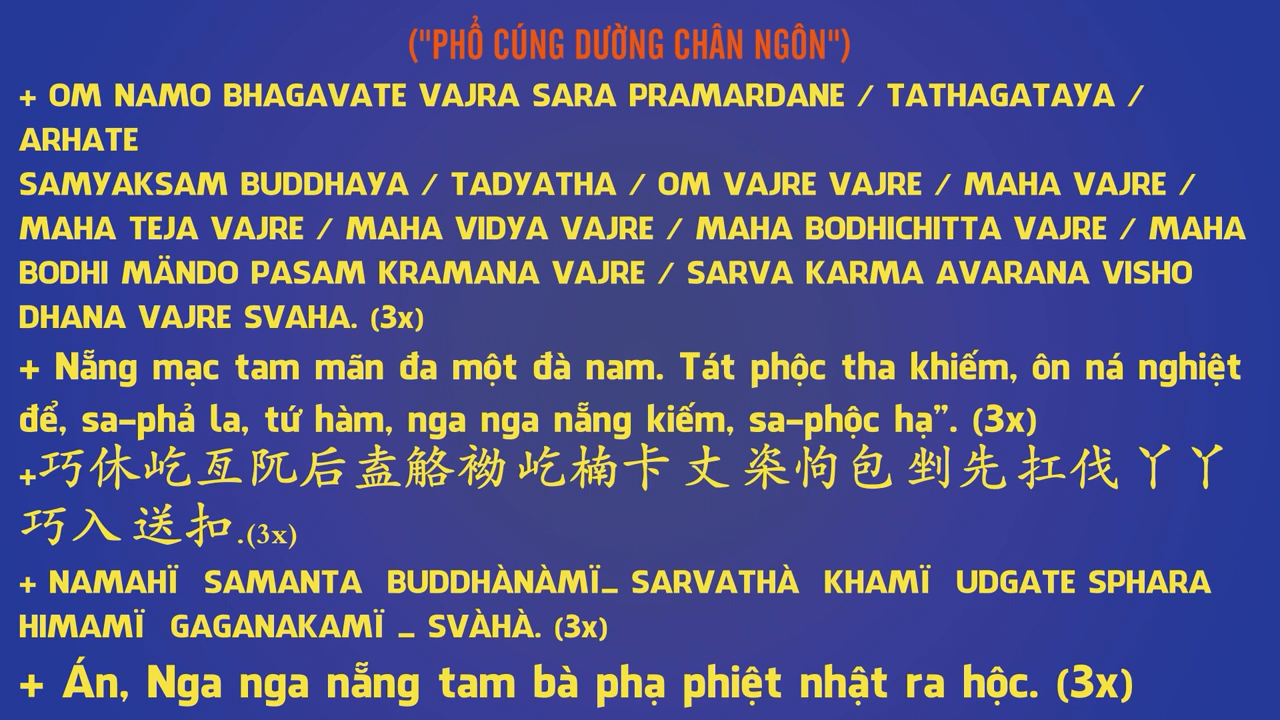 ("PHỔ CÚNG DƯỜNG CHÂN NGÔN")
+ OM NAMO BHAGAVATE VAJRA SARA PRAMARDANE / TATHAGATAYA /
ARHATE
SAMYAKSAM BUDDHAYA / TADYATHA / OM VAJRE VAJRE / MAHA VAJRE /
MAHA TEJA VAJRE / MAHA VIDYA VAJRE / MAHA BODHICHITTA VAJRE / MAHA
BODHI MÄNDO PASAM KRAMANA VAJRE / SARVA KARMA AVARANA VISHO
DHANA VAJRE SVAHA. (3x)
+ Nẵng mạc tam mãn đa một đà nam. Tát phộc tha khiếm, ôn ná nghiệt
để, sa-phả la, tứ hàm, nga nga nẵng kiếm, sa-phộc hạ”. (3x)
+巧休屹亙阢后盍觡袎 屹楠卡 丈 桼怐包 剉先 扛伐 丫丫
巧入 送扣.(3x)
+ NAMAHÏ SAMANTA BUDDHÀNÀMÏ_ SARVATHÀ KHAMÏ UDGATE SPHARA
HIMAMÏ GAGANAKAMÏ _ SVÀHÀ. (3x)
+ Án, Nga nga nẵng tam bà phạ phiệt nhật ra hộc. (3x)